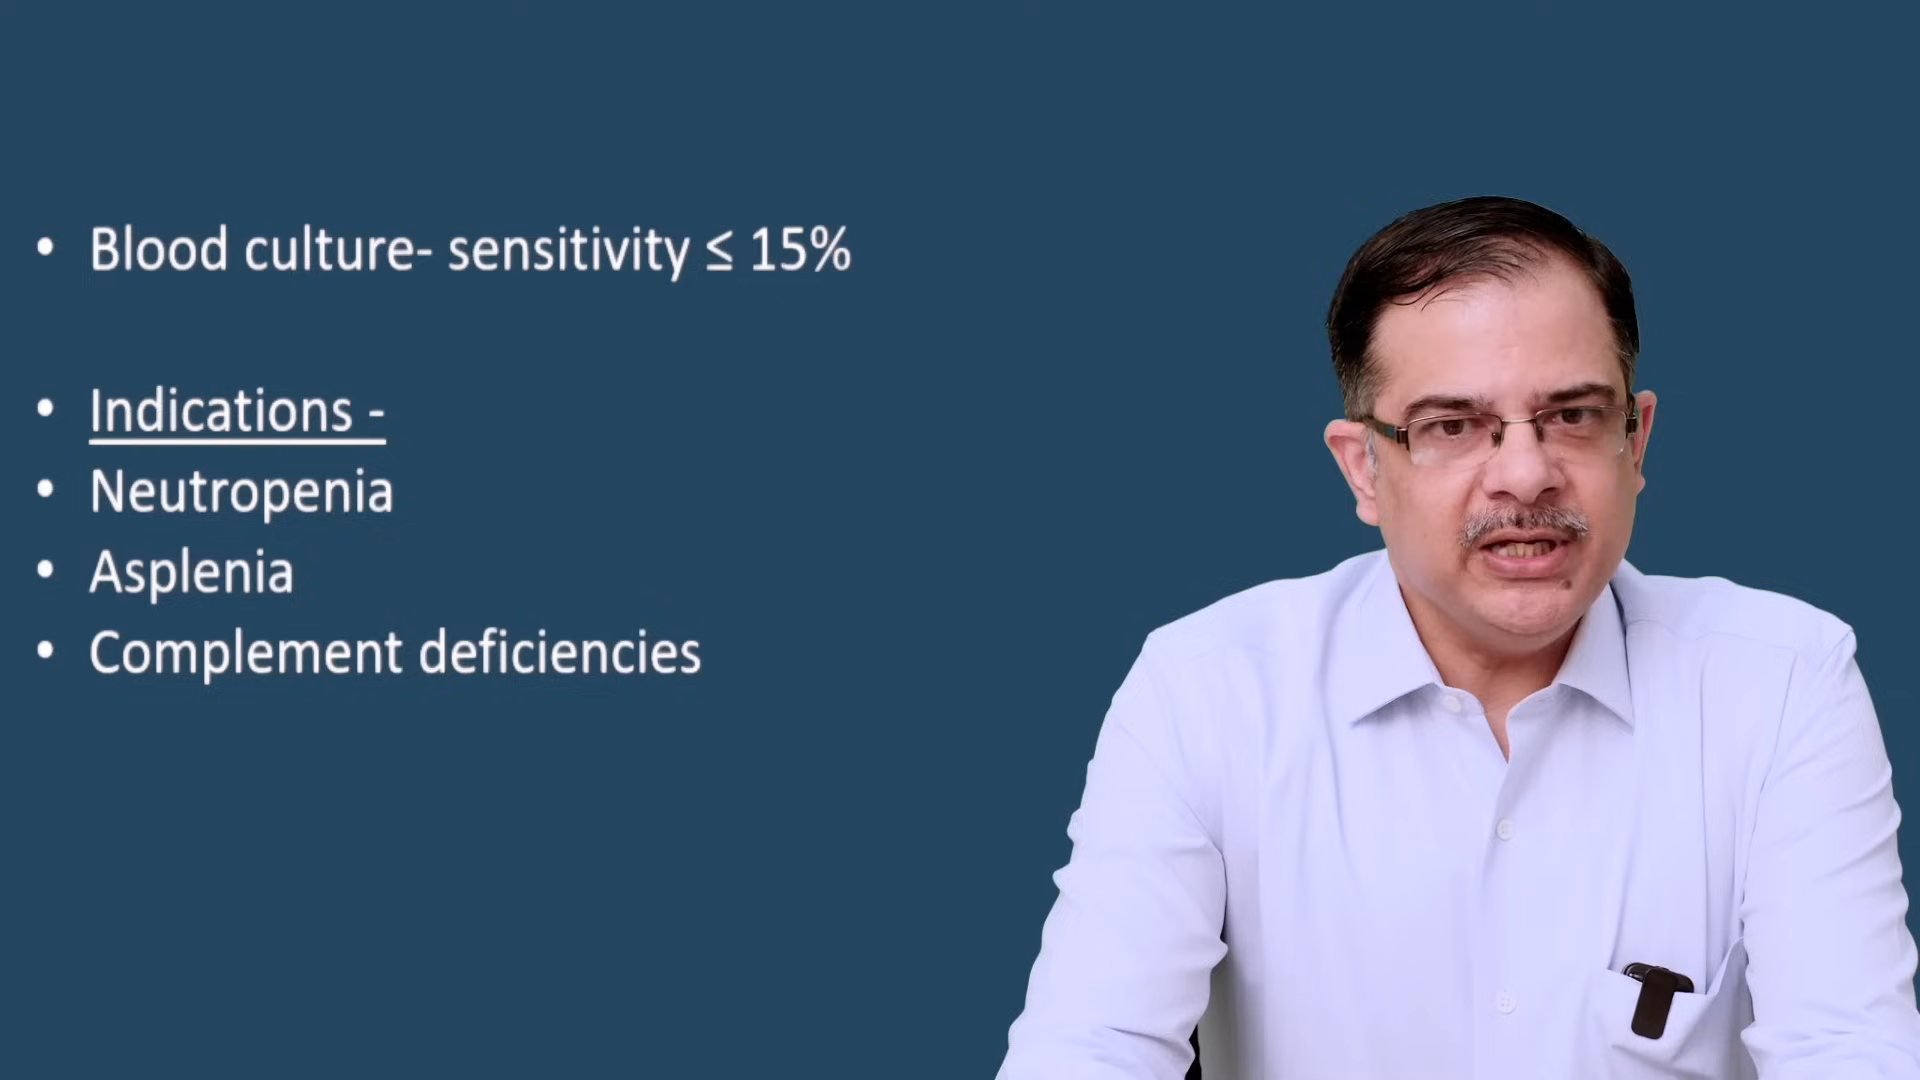 • Blood culture- sensitivity ≤ 15%
• Indications -
• Neutropenia
• Asplenia
• Complement deficiencies